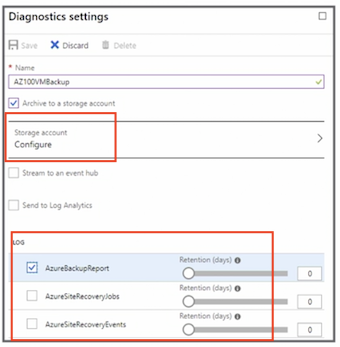 Diagnostics settings
Save Discard Delete
* Name
AZ100VMBackup
Archive to a storage account
Storage account
Configure
Stream to an event hub
Send to Log Analytics
LOG
Retention (days)
AzureBackupReport
0
Retention (days)
AzureSiteRecoveryJobs
0
Retention (days)
AzureSiteRecoveryEvents
0